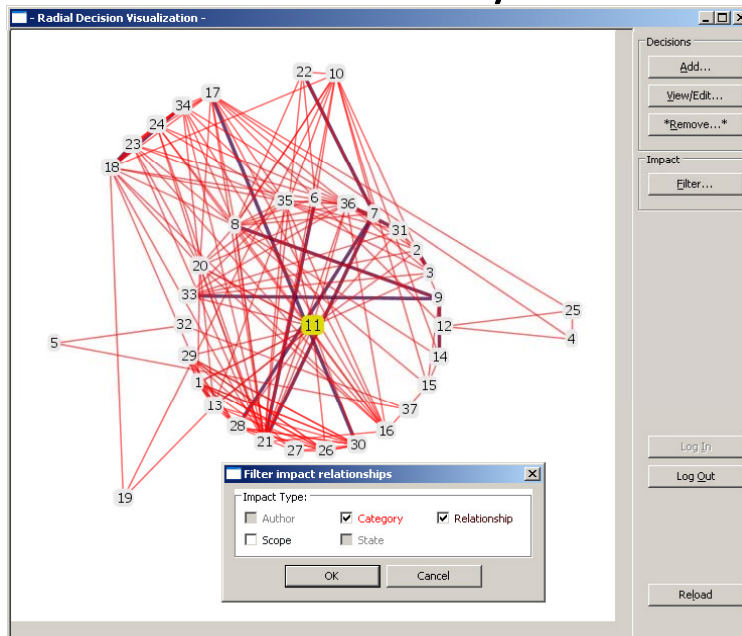 - Radial Decision Visualization -
Decisions
Add...
View/Edit...
*Remove...*
Impact
Filter...
Log In
Log Out
Reload
22 10
17
34
24
23
18
35 6 36
7
8
31
2
20
3
33
9
25
32
11
12
4
5
29
14
1
15
13
37
28
16
21
27 26 30
19
Filter impact relationships
Impact Type:
Author Category Relationship
Scope State
OK Cancel